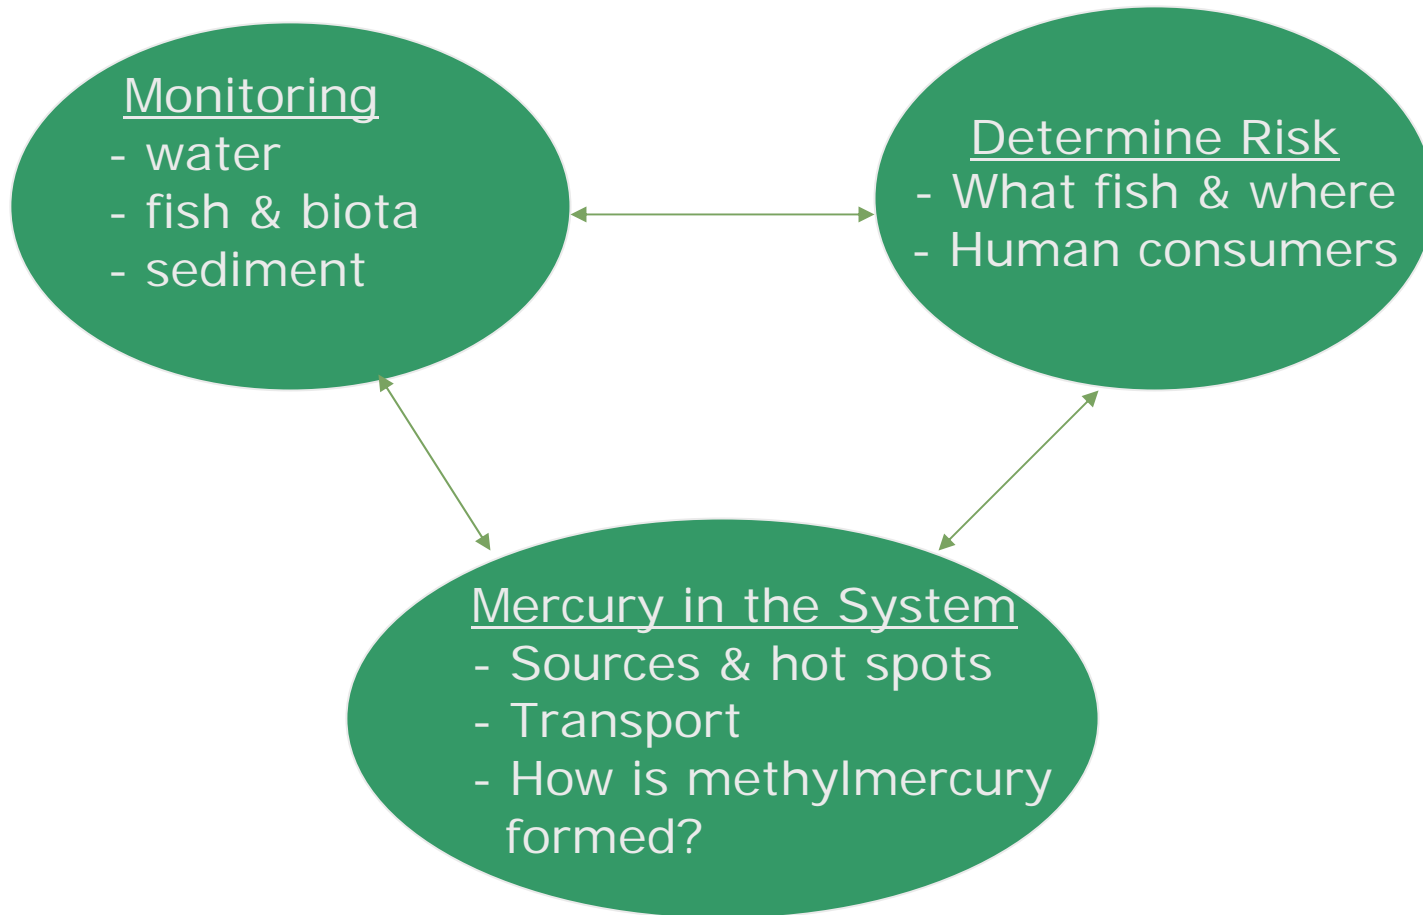 Monitoring
- water
- fish & biota
- sediment
Determine Risk
- What fish & where
- Human consumers
Mercury in the System
- Sources & hot spots
- Transport
- How is methylmercury
formed?